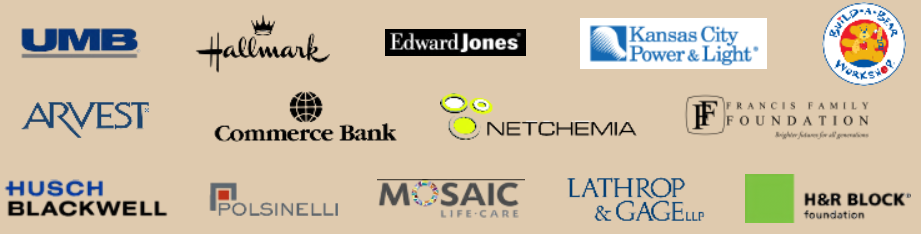 UMB
Hallmark
Edward Jones®
Kansas City
Power & Light®
BUILD-A-BEAR
WORKSHOP
ARVEST
Commerce Bank
NETCHEMIA
FF
FRANCIS FAMILY
FOUNDATION
Brighter futures for all generations
HUSCH
BLACKWELL
POLSINELLI
MOSAIC
LIFE·CARE
LATHROP
& GAGE LLP
H&R BLOCK®
foundation